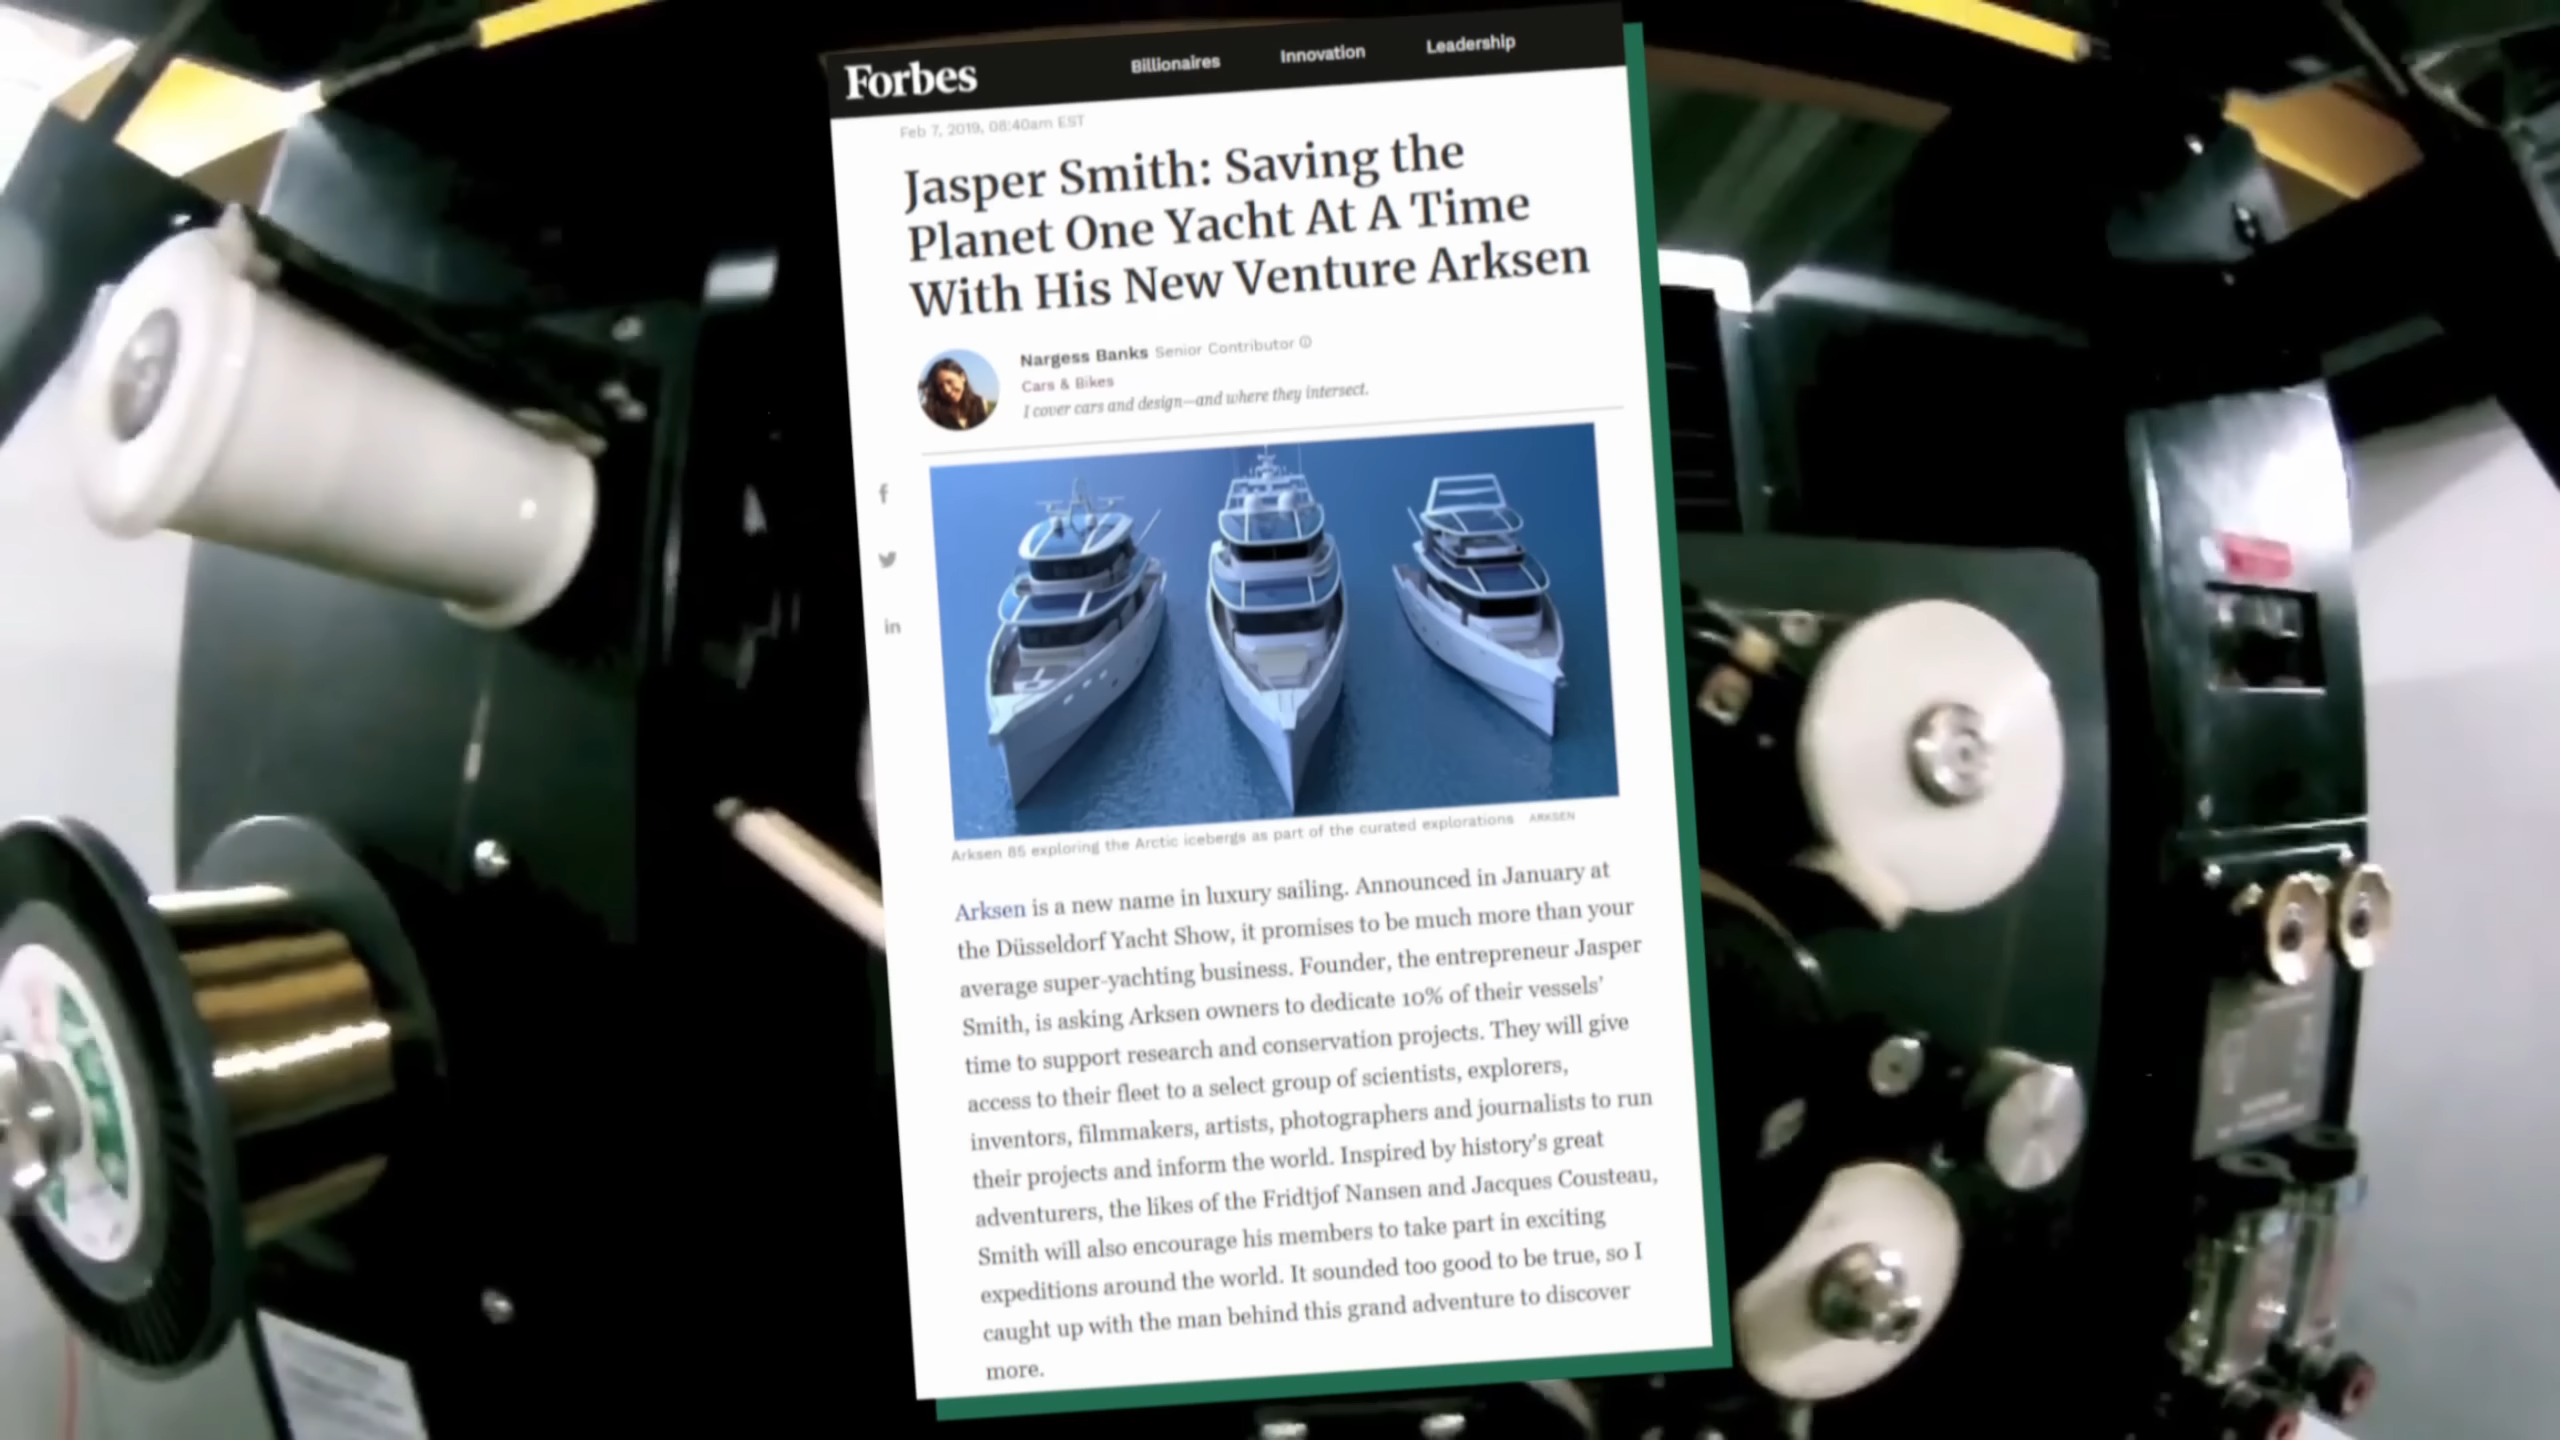 Forbes
Billionaires Innovation Leadership
Feb 7, 2019, 08:40am EST
Jasper Smith: Saving the
Planet One Yacht At A Time
With His New Venture Arksen
Nargess Banks Senior Contributor
Cars & Bikes
I cover cars and design—and where they intersect.
f
in
Arksen 85 exploring the Arctic icebergs as part of the curated explorations ARKSEN
Arksen is a new name in luxury sailing. Announced in January at
the Düsseldorf Yacht Show, it promises to be much more than your
average super-yachting business. Founder, the entrepreneur Jasper
Smith, is asking Arksen owners to dedicate 10% of their vessels'
time to support research and conservation projects. They will give
access to their fleet to a select group of scientists, explorers,
inventors, filmmakers, artists, photographers and journalists to run
their projects and inform the world. Inspired by history's great
adventurers, the likes of the Fridtjof Nansen and Jacques Cousteau,
Smith will also encourage his members to take part in exciting
expeditions around the world. It sounded too good to be true, so I
caught up with the man behind this grand adventure to discover
more.